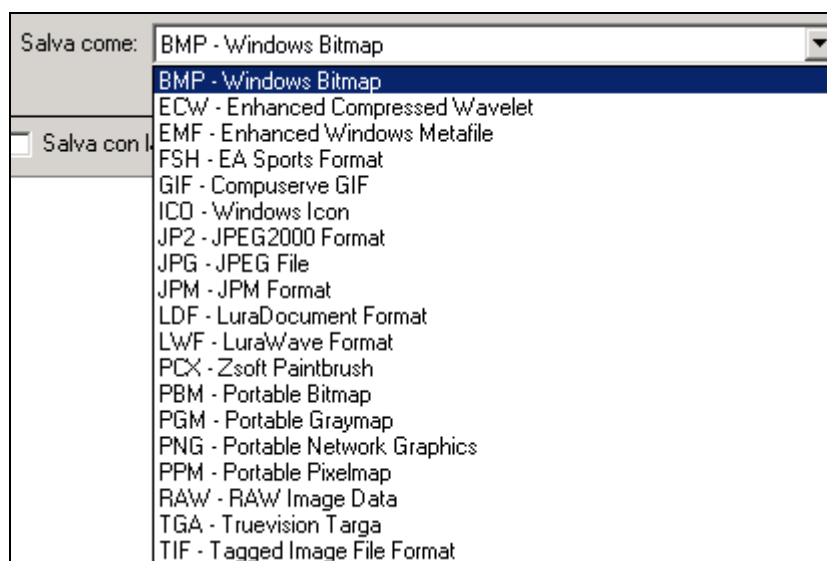 Salva come: BMP - Windows Bitmap
BMP - Windows Bitmap
ECW - Enhanced Compressed Wavelet
EMF - Enhanced Windows Metafile
Salva con
FSH - EA Sports Format
GIF - Compuserve GIF
ICO - Windows Icon
JP2 - JPEG2000 Format
JPG - JPEG File
JPM - JPM Format
LDF - LuraDocument Format
LWF - LuraWave Format
PCX - Zsoft Paintbrush
PBM - Portable Bitmap
PGM - Portable Graymap
PNG - Portable Network Graphics
PPM - Portable Pixelmap
RAW - RAW Image Data
TGA - Truevision Targa
TIF - Tagged Image File Format